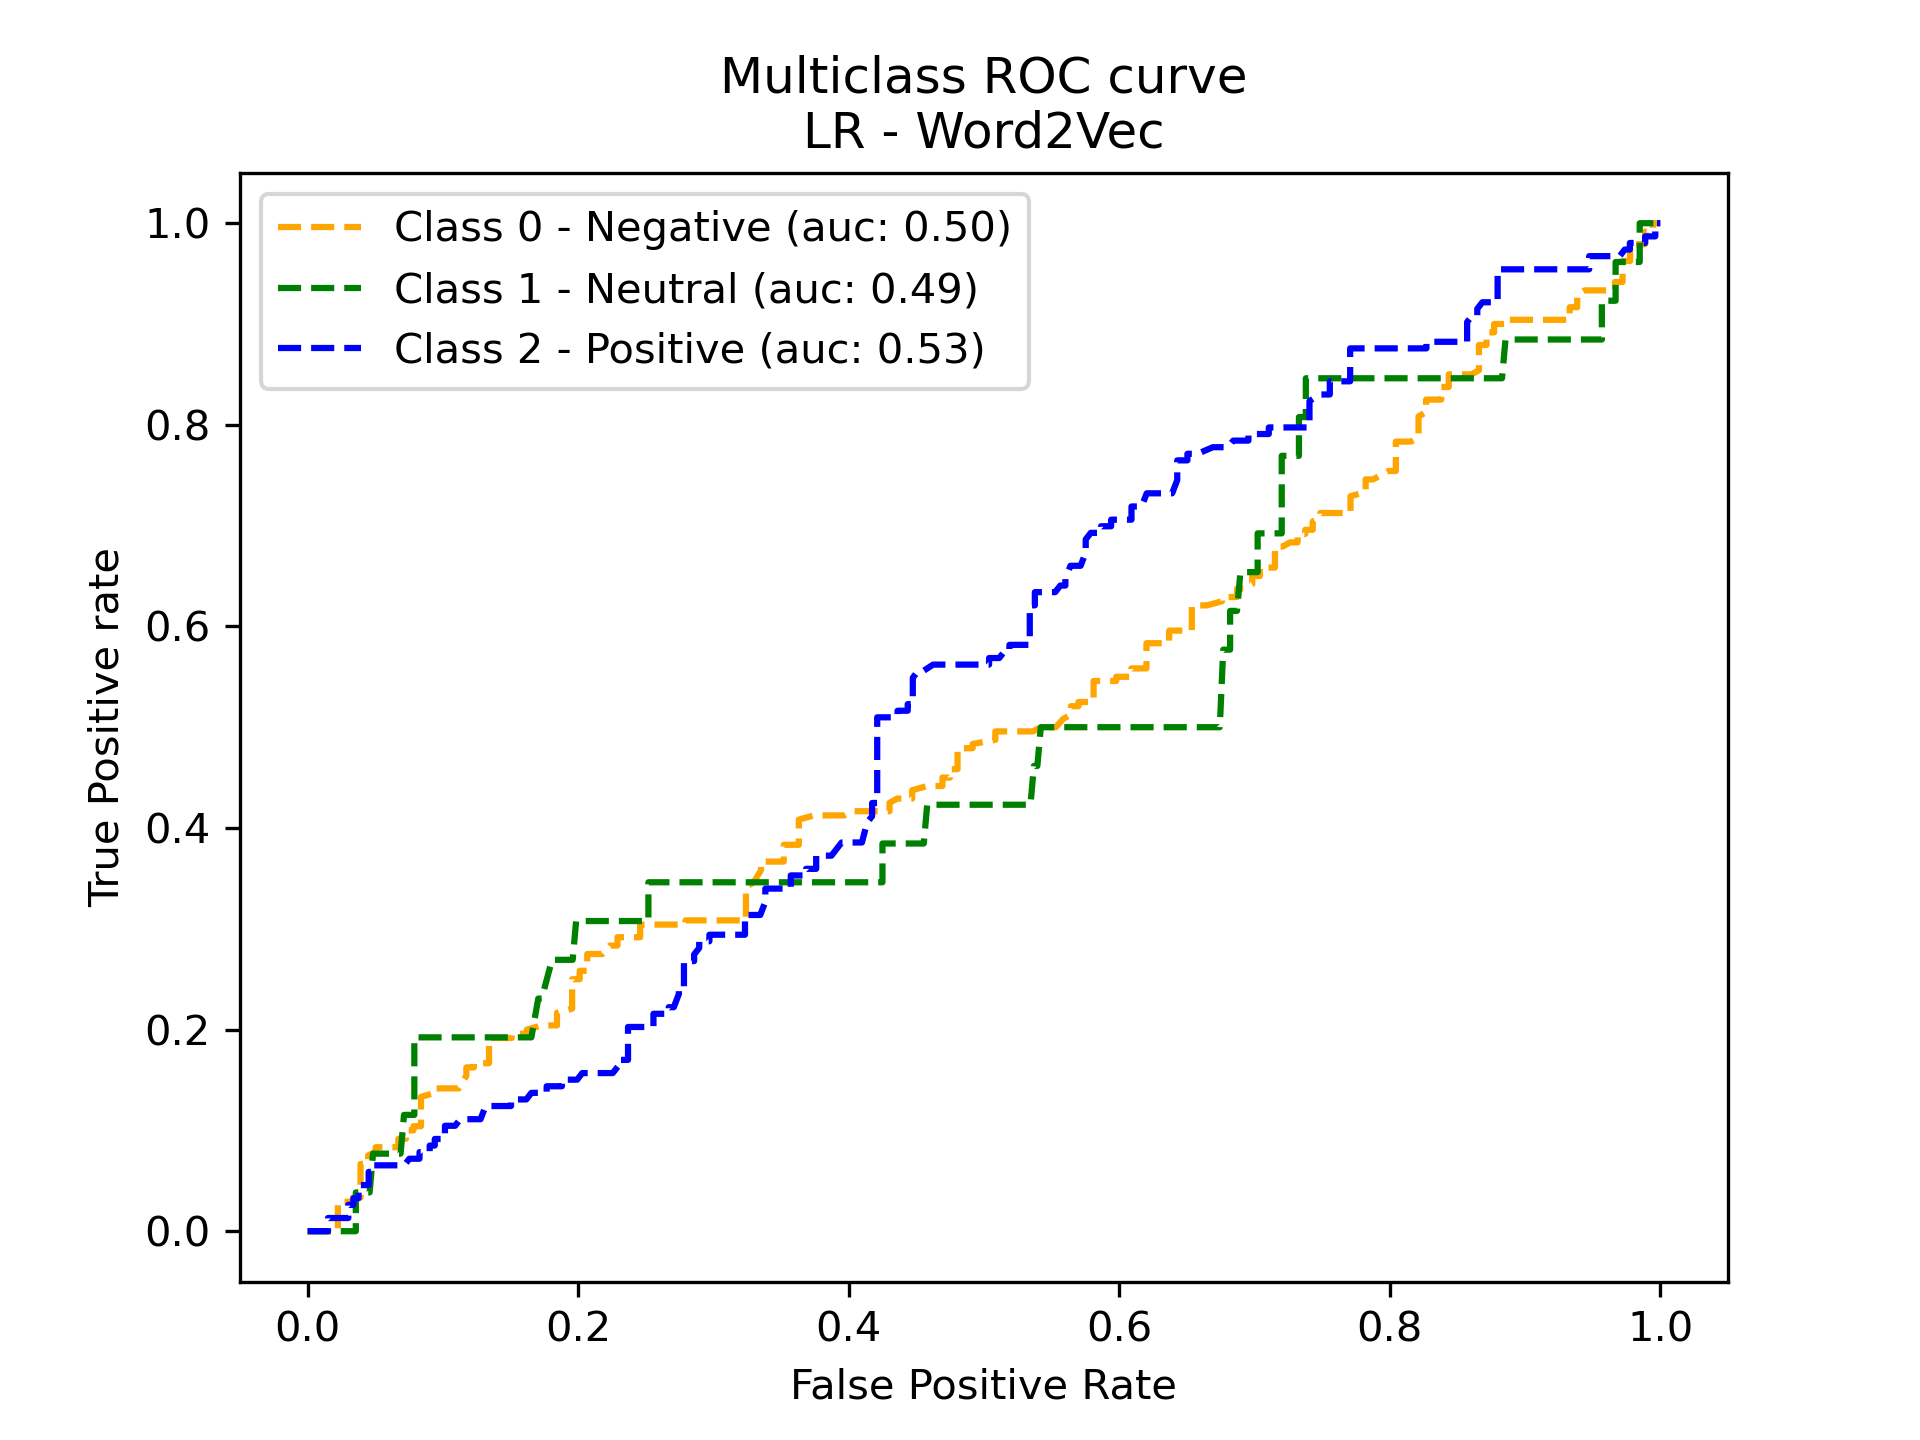 Multiclass ROC curve
LR - Word2Vec
Class 0 - Negative (auc: 0.50)
Class 1 - Neutral (auc: 0.49)
Class 2 - Positive (auc: 0.53)
True Positive rate
1.0
0.8
0.6
0.4
0.2
0.0
0.0 0.2 0.4 0.6 0.8 1.0
False Positive Rate